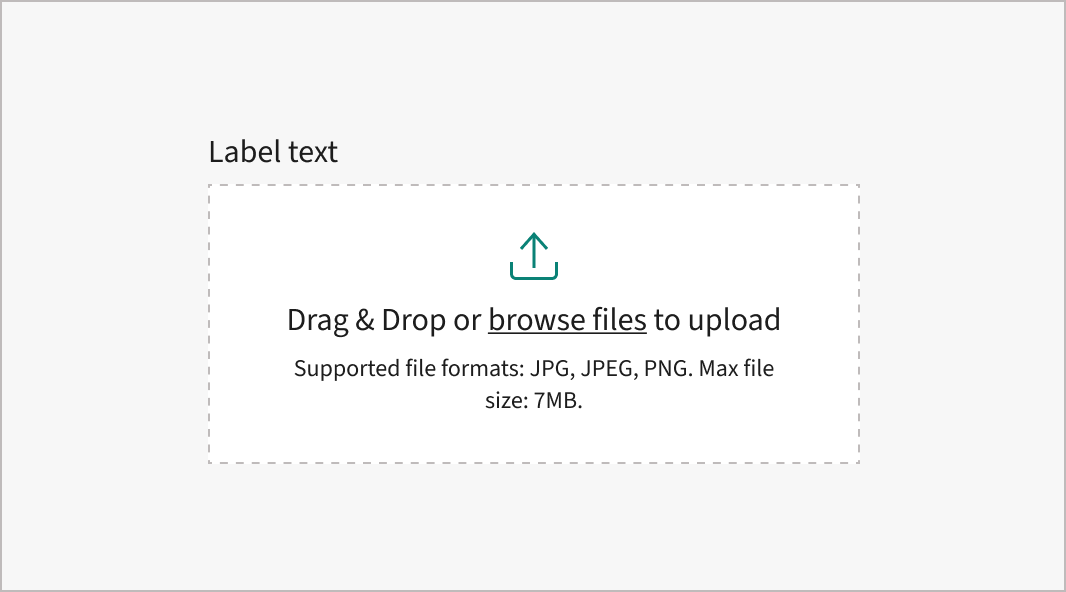 Label text
Drag & Drop or browse files to upload
Supported file formats: JPG, JPEG, PNG. Max file
size: 7MB.